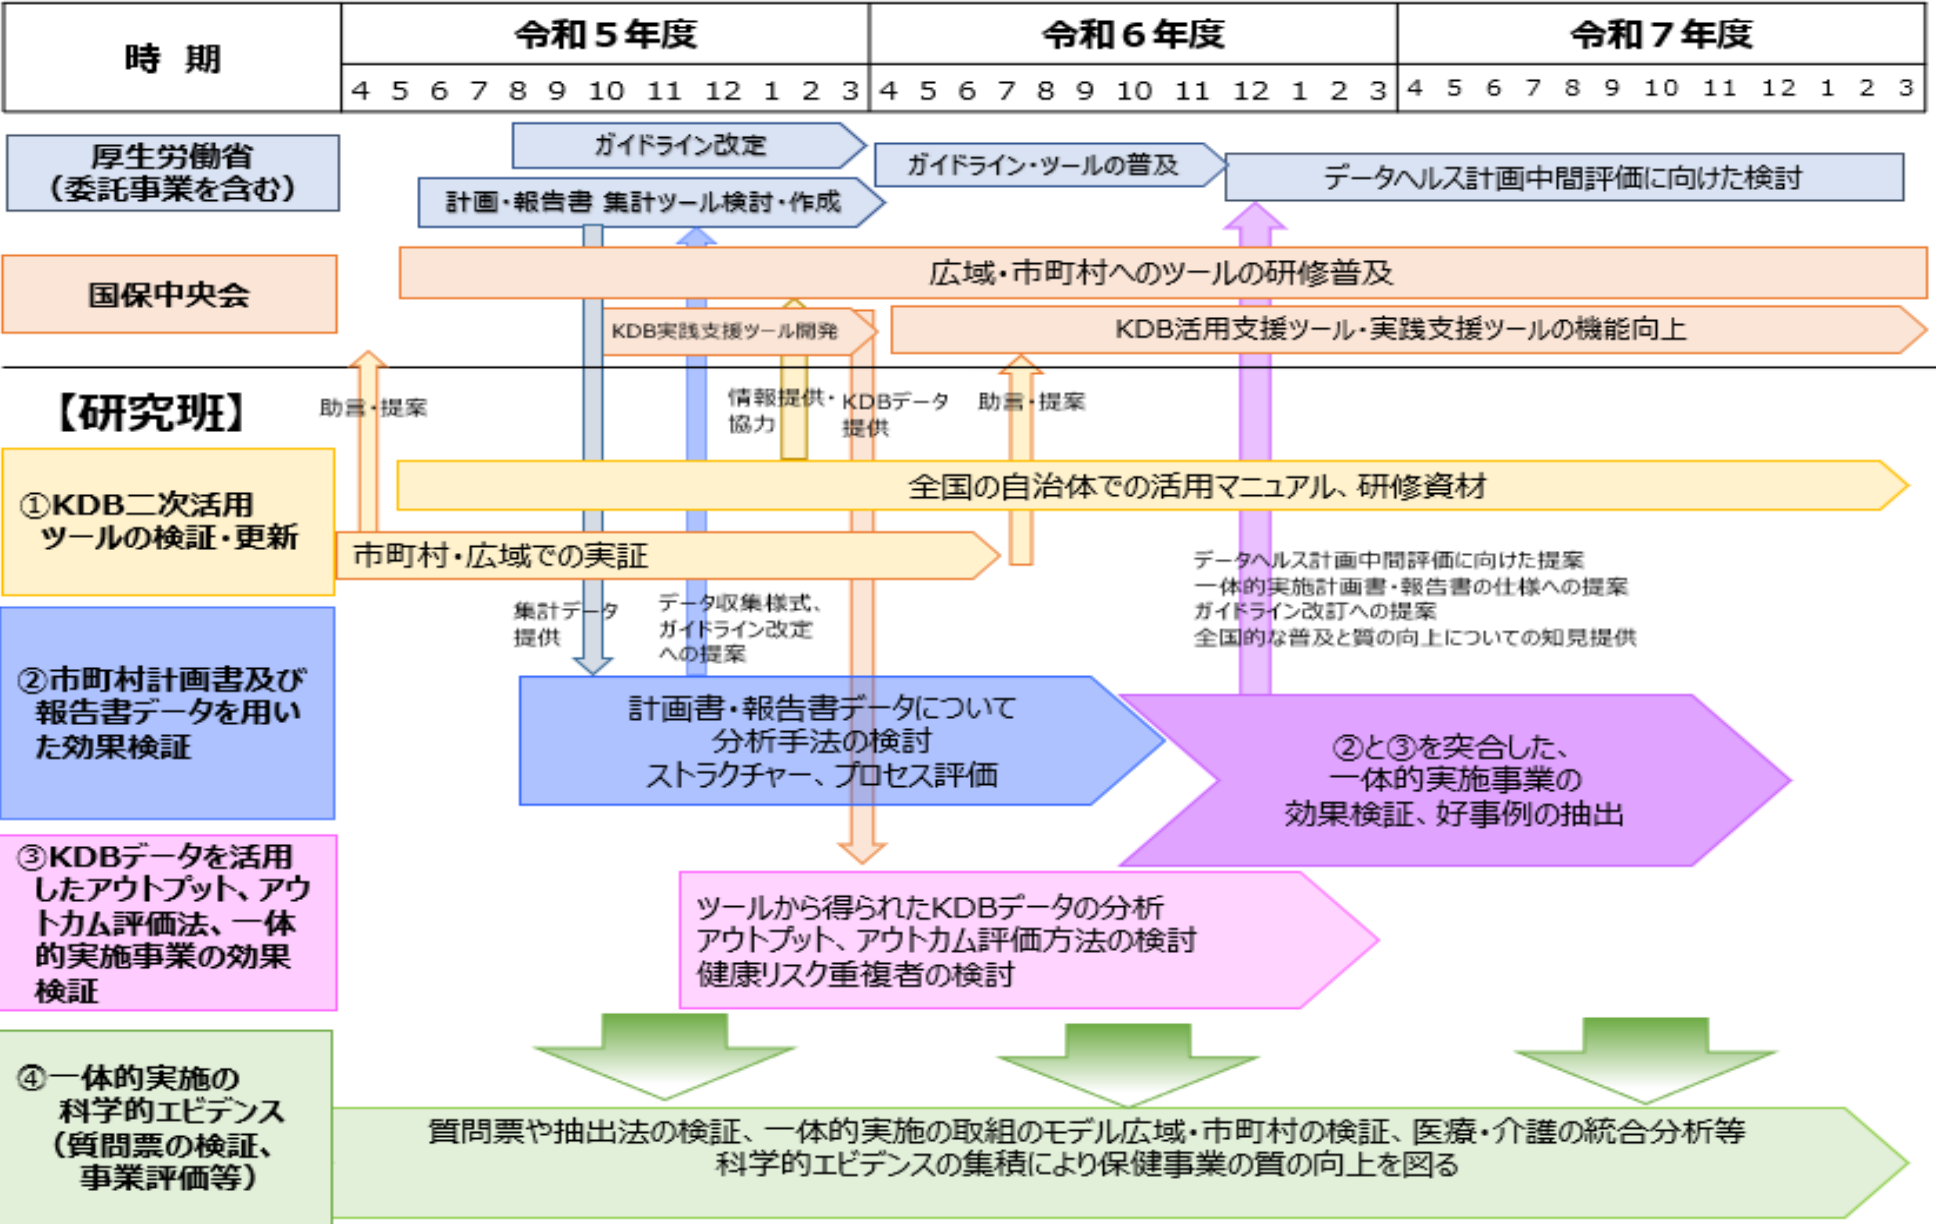 時 期
令和５年度
令和６年度
令和７年度
4 5 6 7 8 9 10 11 12 1 2 3
4 5 6 7 8 9 10 11 12 1 2 3
4 5 6 7 8 9 10 11 12 1 2 3
厚生労働省
（委託事業を含む）
ガイドライン改定
計画・報告書 集計ツール検討・作成
ガイドライン・ツールの普及
データヘルス計画中間評価に向けた検討
国保中央会
広域・市町村へのツールの研修普及
KDB実践支援ツール開発
KDB活用支援ツール・実践支援ツールの機能向上
【研究班】
助言・提案
情報提供・
協力
KDBデータ
提供
助言・提案
①KDB二次活用
ツールの検証・更新
全国の自治体での活用マニュアル、研修資材
市町村・広域での実証
集計データ
提供
データ収集様式、
ガイドライン改定
への提案
データヘルス計画中間評価に向けた提案
一体的実施計画書・報告書の仕様への提案
ガイドライン改訂への提案
全国的な普及と質の向上についての知見提供
②市町村計画書及び
報告書データを用い
た効果検証
計画書・報告書データについて
分析手法の検討
ストラクチャー、プロセス評価
②と③を突合した、
一体的実施事業の
効果検証、好事例の抽出
③KDBデータを活用
したアウトプット、アウ
トカム評価法、一体
的実施事業の効果
検証
ツールから得られたKDBデータの分析
アウトプット、アウトカム評価方法の検討
健康リスク重複者の検討
④一体的実施の
科学的エビデンス
（質問票の検証、
事業評価等）
質問票や抽出法の検証、一体的実施の取組のモデル広域・市町村の検証、医療・介護の統合分析等
科学的エビデンスの集積により保健事業の質の向上を図る